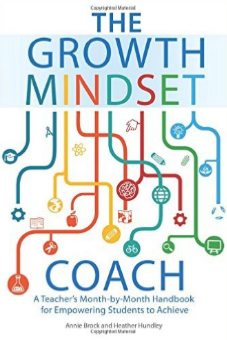 THE
GROWTH
MINDSET
COACH
A Teacher's Month-by-Month Handbook
for Empowering Students to Achieve
Annie Brock and Heather Hundley